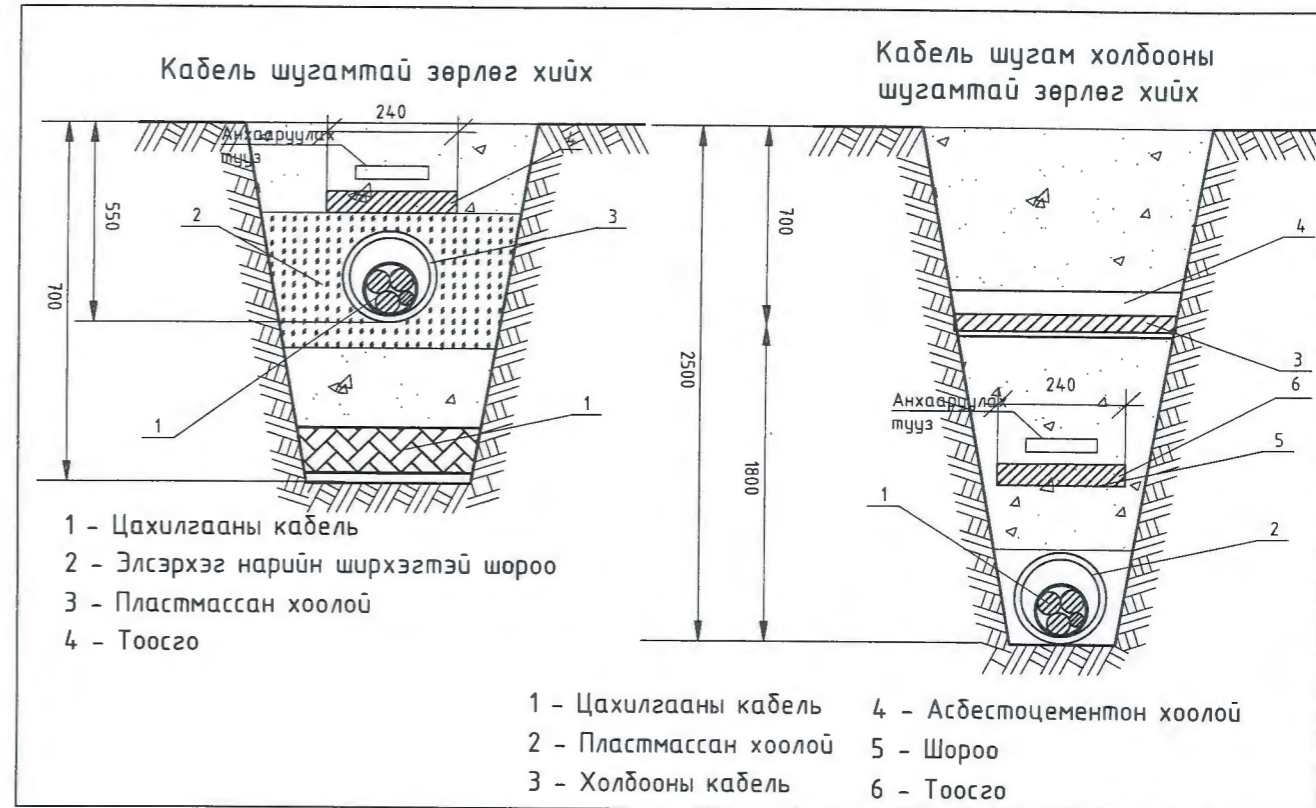 Кабель шугамтай зөрлөг хийх
240
Анхааруулах
тууз
4
550
2
3
700
1
1
1 - Цахилгааны кабель
2 - Элсэрхэг нарийн ширхэгтэй шороо
3 - Пластмассан хоолой
4 - Тоосго
Кабель шугам холбооны
шугамтай зөрлөг хийх
700
4
2500
3
240
6
Анхааруулах
тууз
5
1800
1
2
1 - Цахилгааны кабель
2 - Пластмассан хоолой
3 - Холбооны кабель
4 - Асбестоцементон хоолой
5 - Шороо
6 - Тоосго